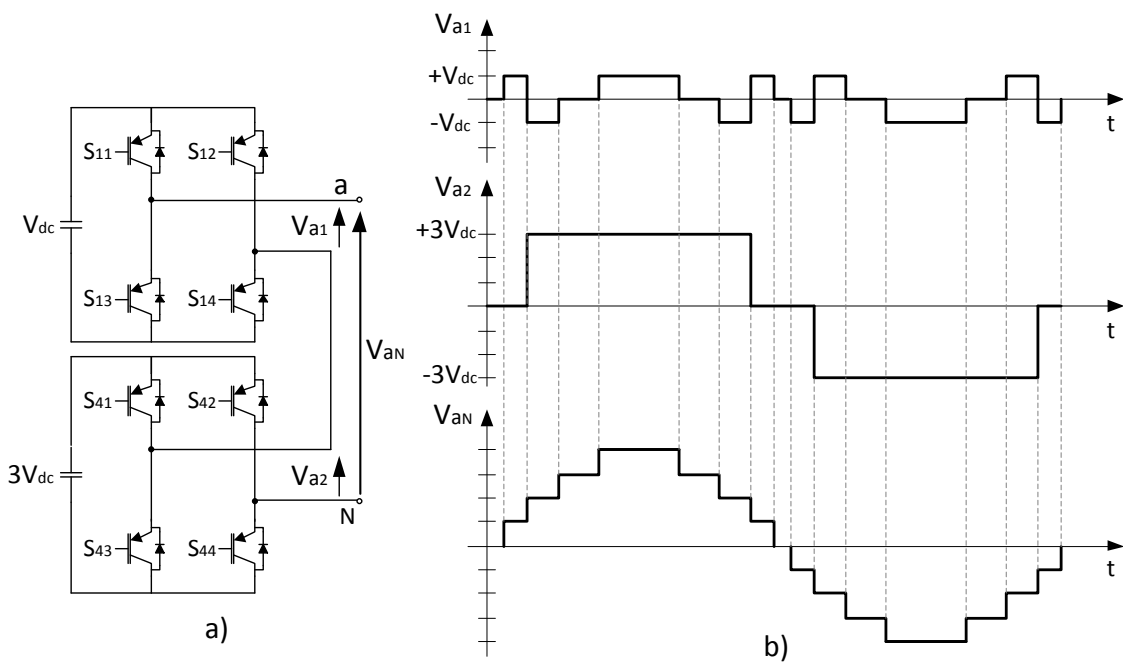 S11
S12
a
Vdc
Va1
S13
S14
VaN
S41
S42
3Vdc
Va2
N
S43
S44
a)
Va1
+Vdc
-Vdc
t
Va2
+3Vdc
t
-3Vdc
VaN
t
b)